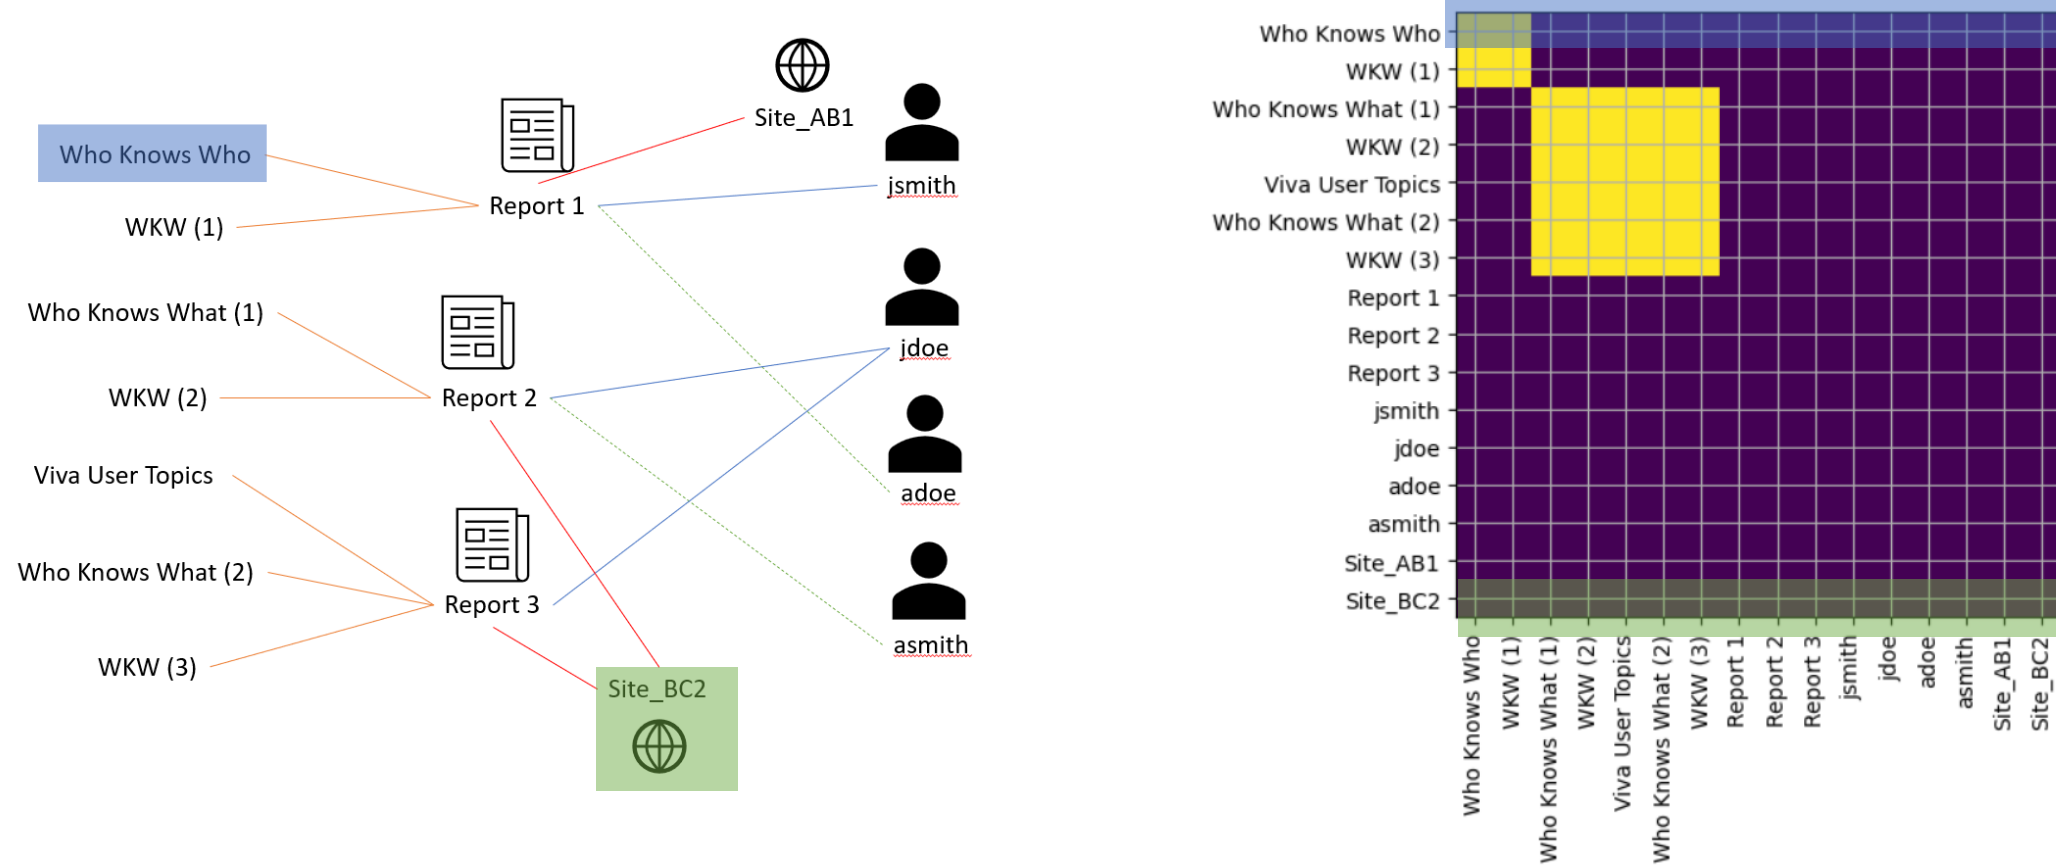 Site_AB1
jsmith
Who Knows Who
Report 1
WKW (1)
jdoe
Who Knows What (1)
WKW (2)
Report 2
adoe
Viva User Topics
Who Knows What (2)
Report 3
asmith
WKW (3)
Site_BC2
Who Knows Who
WKW (1)
Who Knows What (1)
WKW (2)
Viva User Topics
Who Knows What (2)
WKW (3)
Report 1
Report 2
Report 3
jsmith
jdoe
adoe
asmith
Site_AB1
Site_BC2
Who Knows Who
WKW (1)
Who Knows What (1)
WKW (2)
Viva User Topics
Who Knows What (2)
WKW (3)
Report 1
Report 2
Report 3
jsmith
jdoe
adoe
asmith
Site_AB1
Site_BC2